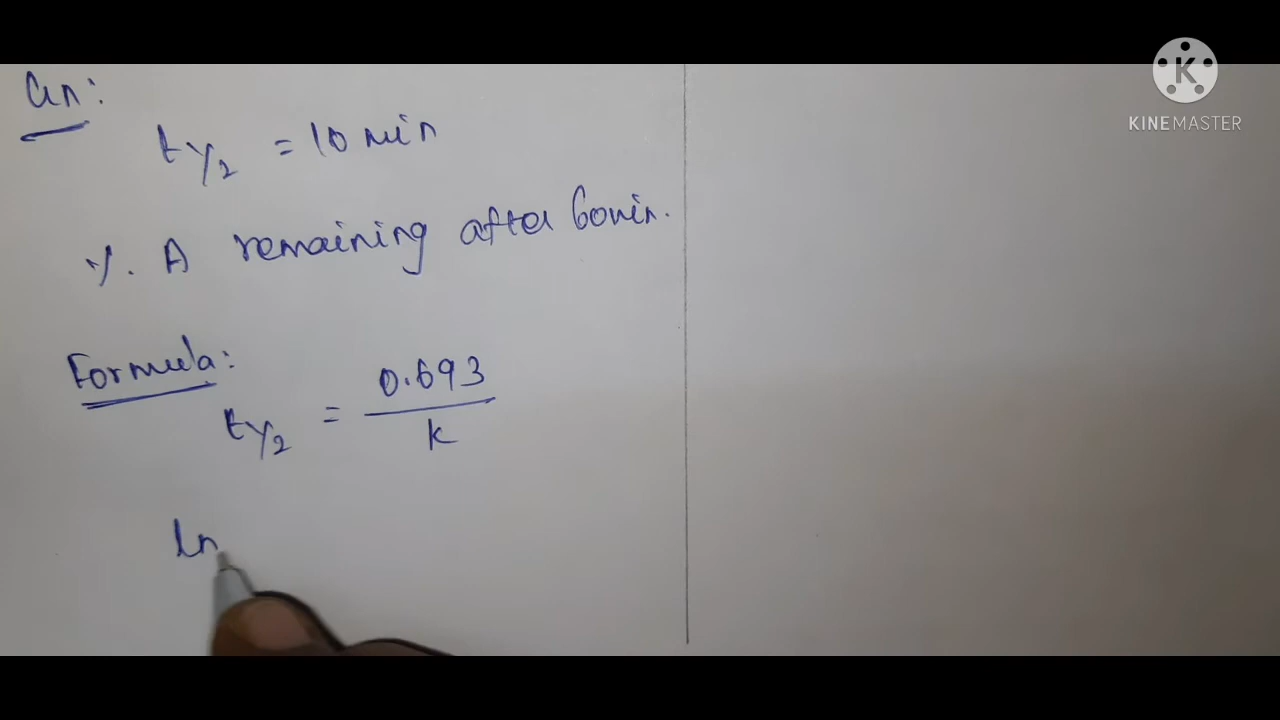 Gn:
t1/2 = 10 min
K
KINEMASTER
% A remaining after 60min.
Formula:
t1/2 = 0.693
k
ln